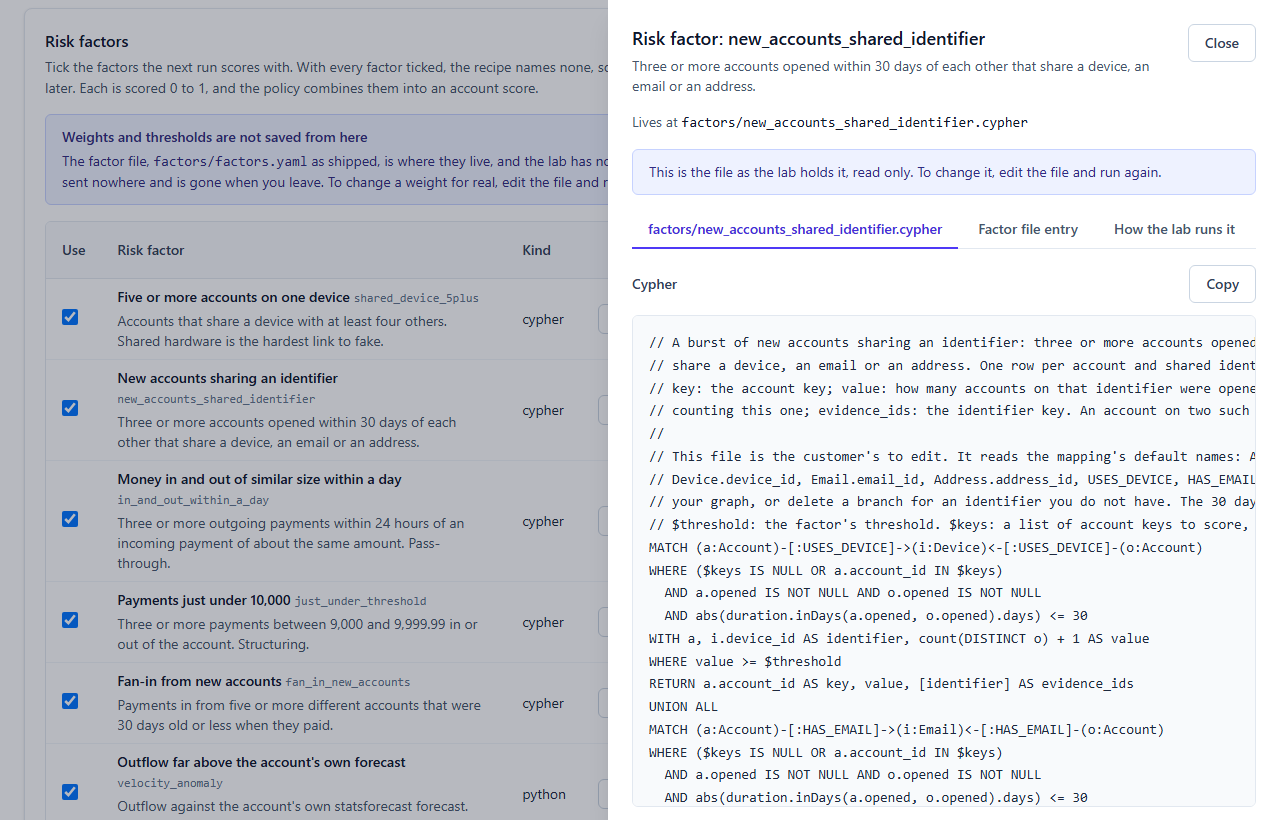 Risk factors
Tick the factors the next run scores with. With every factor ticked, the recipe names none,
later. Each is scored 0 to 1, and the policy combines them into an account score.
Weights and thresholds are not saved from here
The factor file, factors/factors.yaml as shipped, is where they live, and the lab has
sent nowhere and is gone when you leave. To change a weight for real, edit the file and
Use Risk factor Kind
Five or more accounts on one device shared_device_5plus
Accounts that share a device with at least four others.
Shared hardware is the hardest link to fake.
cypher
New accounts sharing an identifier
new_accounts_shared_identifier
Three or more accounts opened within 30 days of each
other that share a device, an email or an address.
cypher
Money in and out of similar size within a day
in_and_out_within_a_day
Three or more outgoing payments within 24 hours of an
incoming payment of about the same amount. Pass-
through.
cypher
Payments just under 10,000 just_under_threshold
Three or more payments between 9,000 and 9,999.99 in or
out of the account. Structuring.
cypher
Fan-in from new accounts fan_in_new_accounts
Payments in from five or more different accounts that were
30 days old or less when they paid.
cypher
Outflow far above the account's own forecast
velocity_anomaly
Outflow against the account's own statsforecast forecast.
python
Risk factor: new_accounts_shared_identifier
Close
Three or more accounts opened within 30 days of each other that share a device, an
email or an address.
Lives at factors/new_accounts_shared_identifier.cypher
This is the file as the lab holds it, read only. To change it, edit the file and run again.
factors/new_accounts_shared_identifier.cypher Factor file entry How the lab runs it
Cypher
Copy
// A burst of new accounts sharing an identifier: three or more accounts opened
// share a device, an email or an address. One row per account and shared
// key: the account key; value: how many accounts on that identifier were
// counting this one; evidence_ids: the identifier key. An account on two such
//
// This file is the customer's to edit. It reads the mapping's default names:
// Device.device_id, Email.email_id, Address.address_id, USES_DEVICE, HAS_EMAIL
// your graph, or delete a branch for an identifier you do not have. The 30
// $threshold: the factor's threshold. $keys: a list of account keys to score,
MATCH (a:Account)-[:USES_DEVICE]->(i:Device)<-[:USES_DEVICE]-(o:Account)
WHERE ($keys IS NULL OR a.account_id IN $keys)
AND a.opened IS NOT NULL AND o.opened IS NOT NULL
AND abs(duration.inDays(a.opened, o.opened).days) <= 30
WITH a, i.device_id AS identifier, count(DISTINCT o) + 1 AS value
WHERE value >= $threshold
RETURN a.account_id AS key, value, [identifier] AS evidence_ids
UNION ALL
MATCH (a:Account)-[:HAS_EMAIL]->(i:Email)<-[:HAS_EMAIL]-(o:Account)
WHERE ($keys IS NULL OR a.account_id IN $keys)
AND a.opened IS NOT NULL AND o.opened IS NOT NULL
AND abs(duration.inDays(a.opened, o.opened).days) <= 30